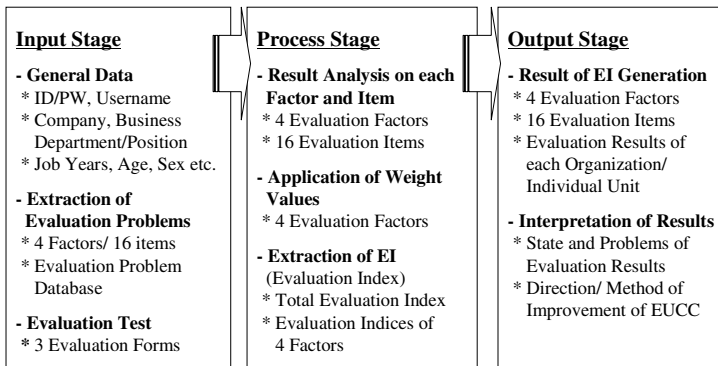 Input Stage
- General Data
* ID/PW, Username
* Company, Business
Department/Position
* Job Years, Age, Sex etc.
- Extraction of
Evaluation Problems
* 4 Factors/ 16 items
* Evaluation Problem
Database
- Evaluation Test
* 3 Evaluation Forms
Process Stage
- Result Analysis on each
Factor and Item
* 4 Evaluation Factors
* 16 Evaluation Items
- Application of Weight
Values
* 4 Evaluation Factors
- Extraction of EI
(Evaluation Index)
* Total Evaluation Index
* Evaluation Indices of
4 Factors
Output Stage
- Result of EI Generation
* 4 Evaluation Factors
* 16 Evaluation Items
* Evaluation Results of
each Organization/
Individual Unit
- Interpretation of Results
* State and Problems of
Evaluation Results
* Direction/ Method of
Improvement of EUCC